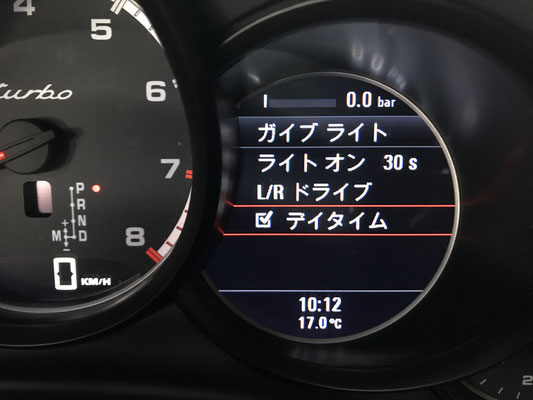 4
5
6
7
8
turbo
P
R
N
M D
+
-
0 KM/H
0.0 bar
ガイブ ライト
ライト オン 30 s
L/R ドライブ
デイタイム
10:12
17.0℃
2